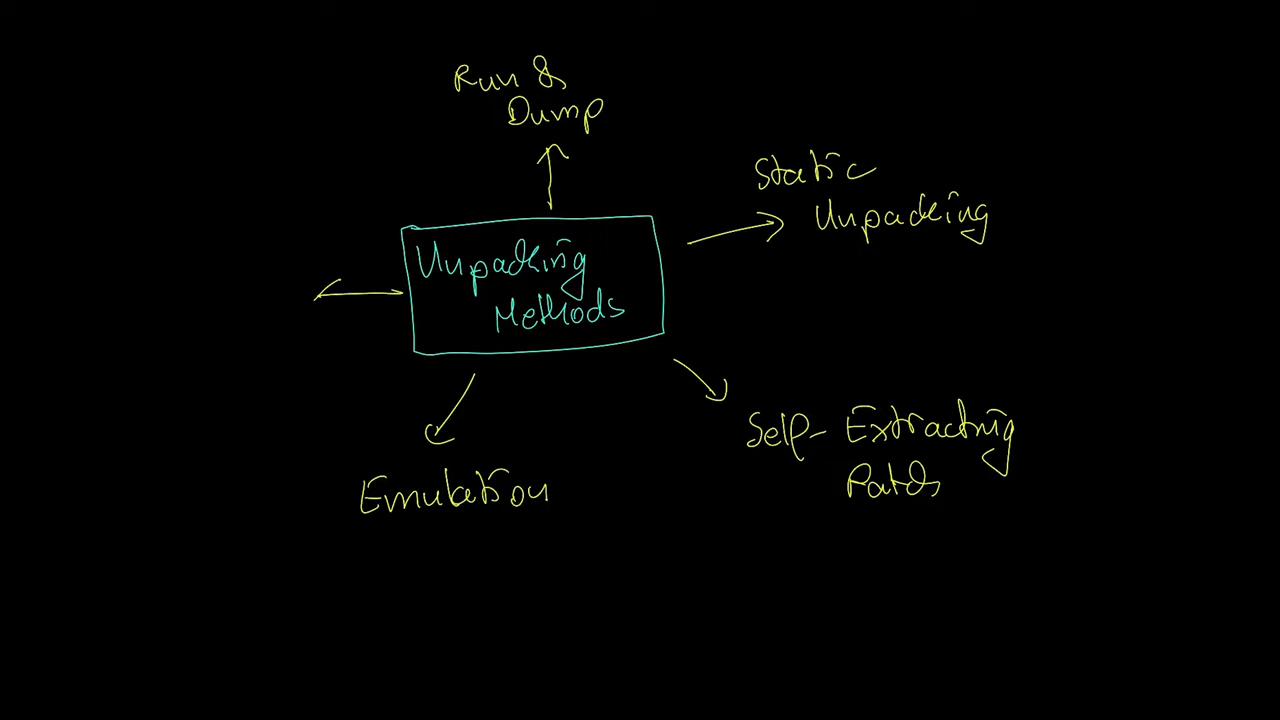 Run &
Dump
Static
Unpacking
Unpacking
Methods
Self-Extracting
Patch
Emulation